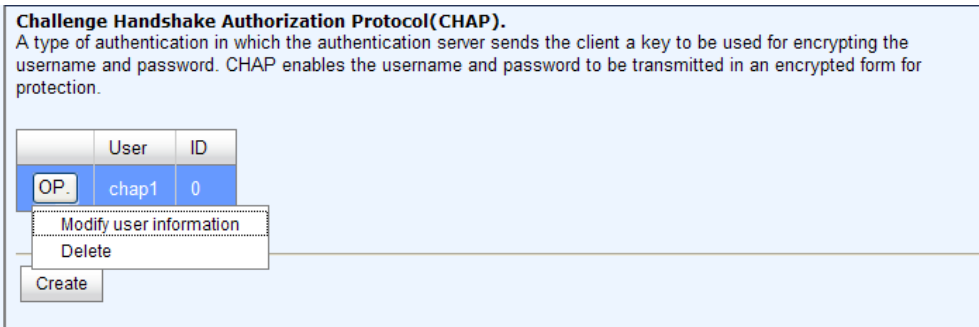 Challenge Handshake Authorization Protocol(CHAP).
A type of authentication in which the authentication server sends the client a key to be used for encrypting the
username and password. CHAP enables the username and password to be transmitted in an encrypted form for
protection.
User ID
OP. chap1 0
Modify user information
Delete
Create